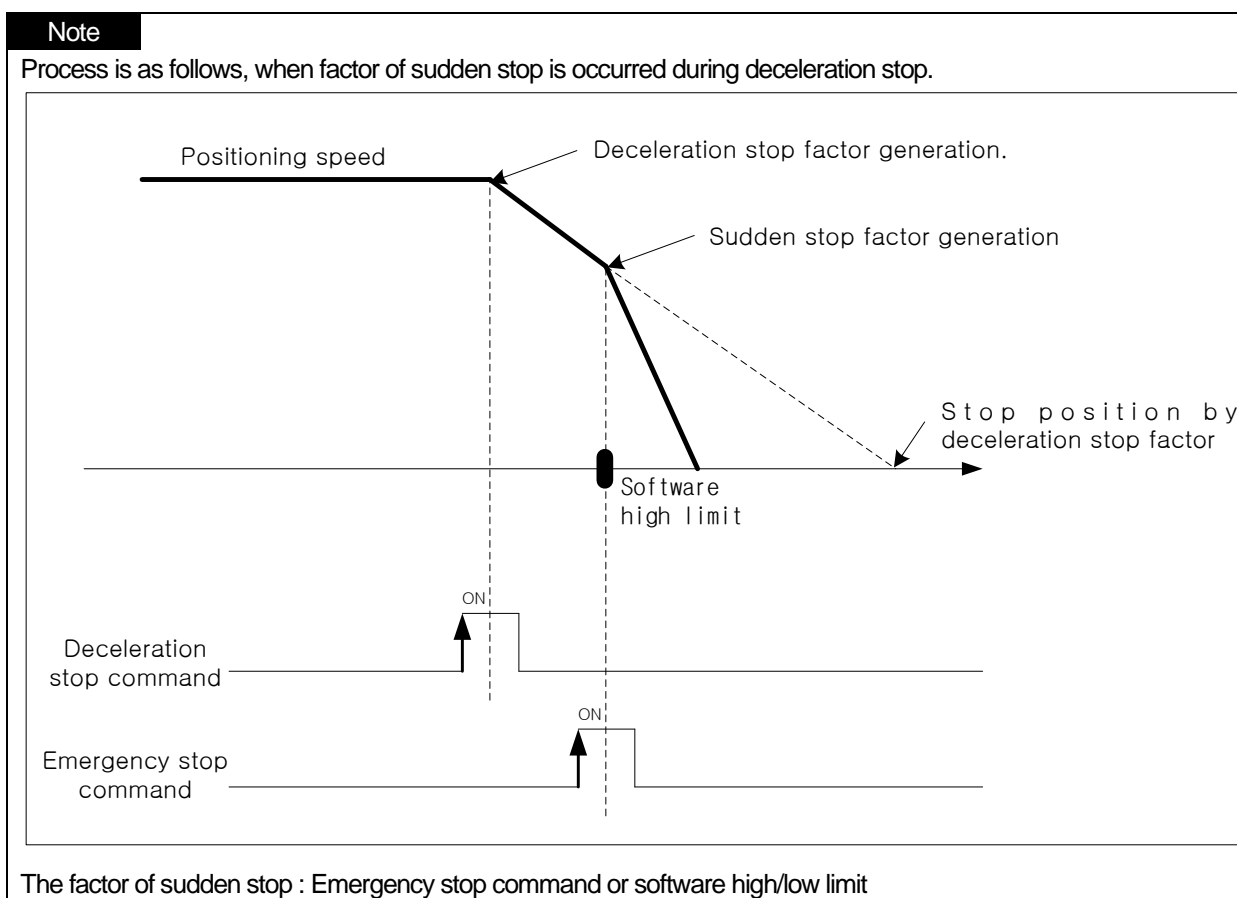 Note
Process is as follows, when factor of sudden stop is occurred during deceleration stop.
Positioning speed
Deceleration stop factor generation.
Sudden stop factor generation
Stop position by
deceleration stop factor
Software
high limit
ON
Deceleration
stop command
ON
Emergency stop
command
The factor of sudden stop : Emergency stop command or software high/low limit